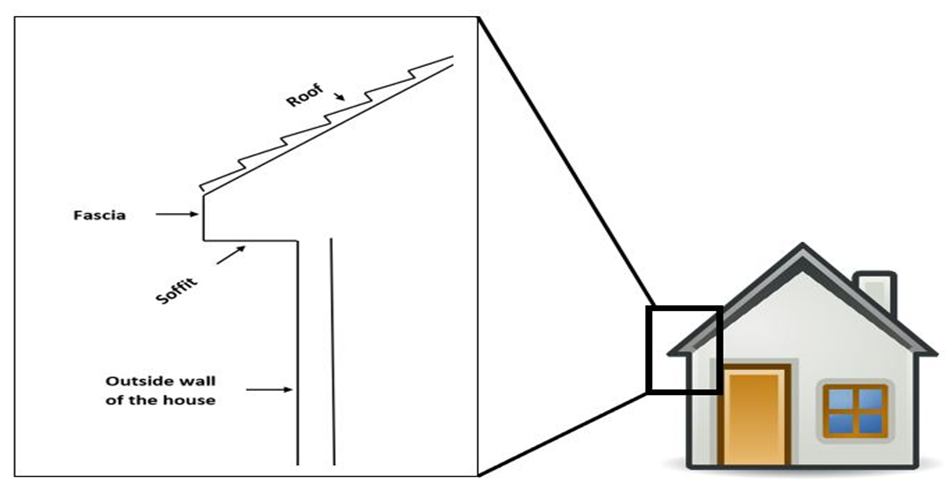 Roof
Fascia
Soffit
Outside wall
of the house